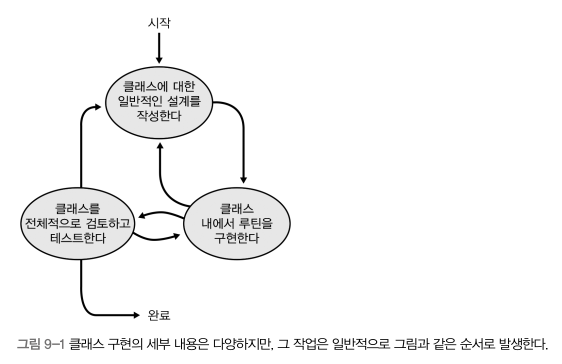 시작
클래스에 대한
일반적인 설계를
작성한다
클래스를
전체적으로 검토하고
테스트한다
클래스
내에서 루틴을
구현한다
완료
그림 9-1 클래스 구현의 세부 내용은 다양하지만, 그 작업은 일반적으로 그림과 같은 순서로 발생한다.